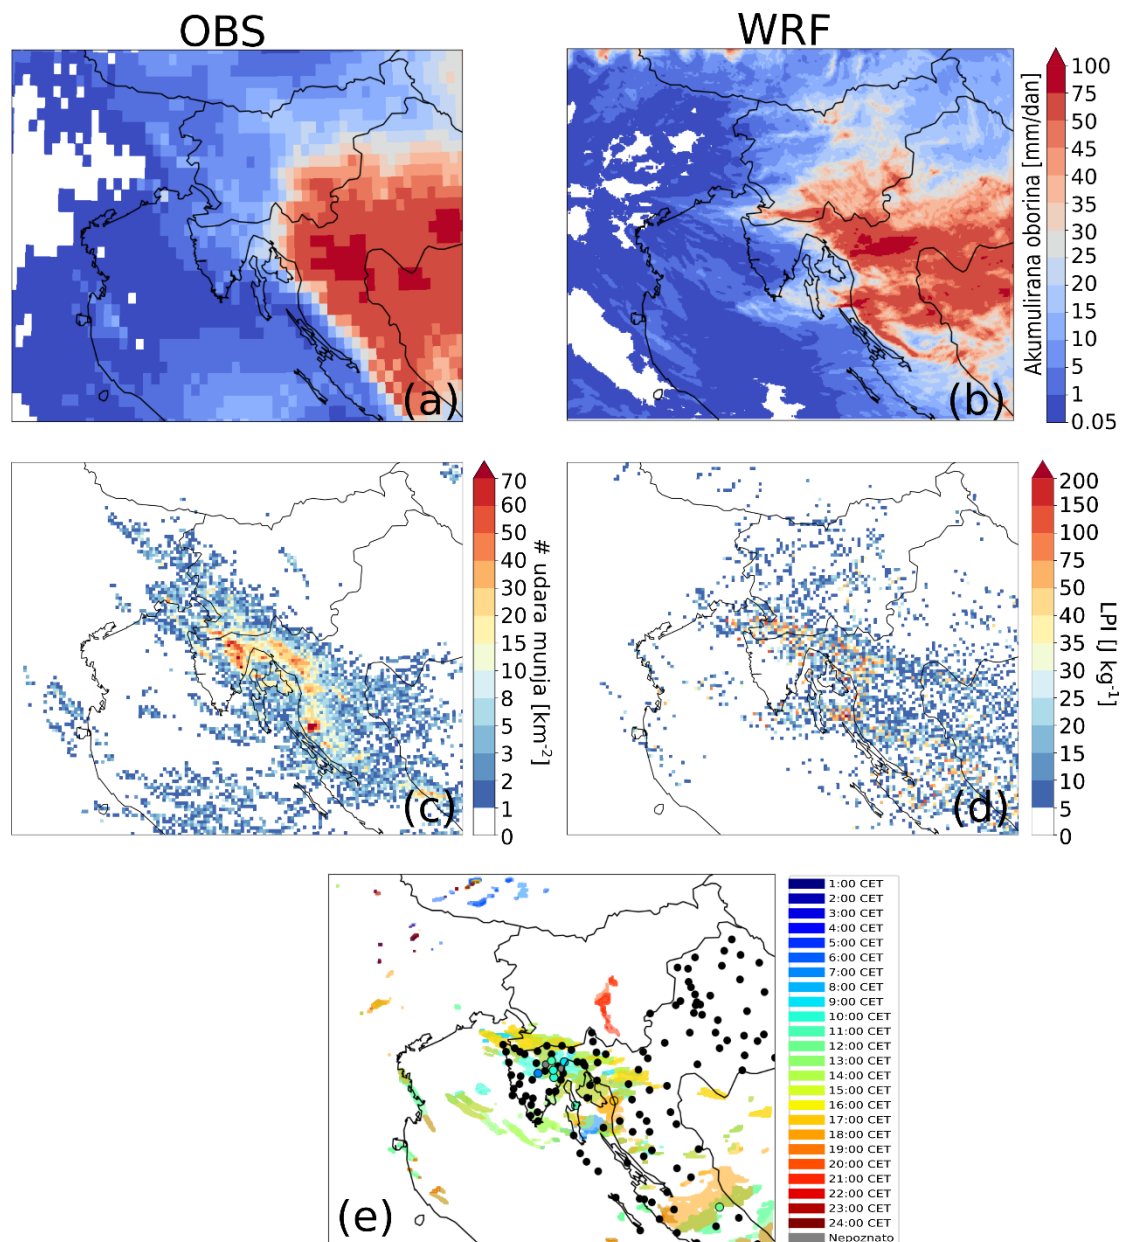 OBS
WRF
(a)
(b)
100
75
50
45
40
35
30
25
20
15
10
5
1
0.05
Akumulirana oborina [mm/dan]
(c)
70
60
50
40
30
20
15
10
8
5
3
2
1
0
# udara munja [km⁻²]
(d)
200
150
100
75
50
40
35
30
25
20
15
10
5
0
LPI [J kg⁻¹]
(e)
1:00 CET
2:00 CET
3:00 CET
4:00 CET
5:00 CET
6:00 CET
7:00 CET
8:00 CET
9:00 CET
10:00 CET
11:00 CET
12:00 CET
13:00 CET
14:00 CET
15:00 CET
16:00 CET
17:00 CET
18:00 CET
19:00 CET
20:00 CET
21:00 CET
22:00 CET
23:00 CET
24:00 CET
Nepoznato